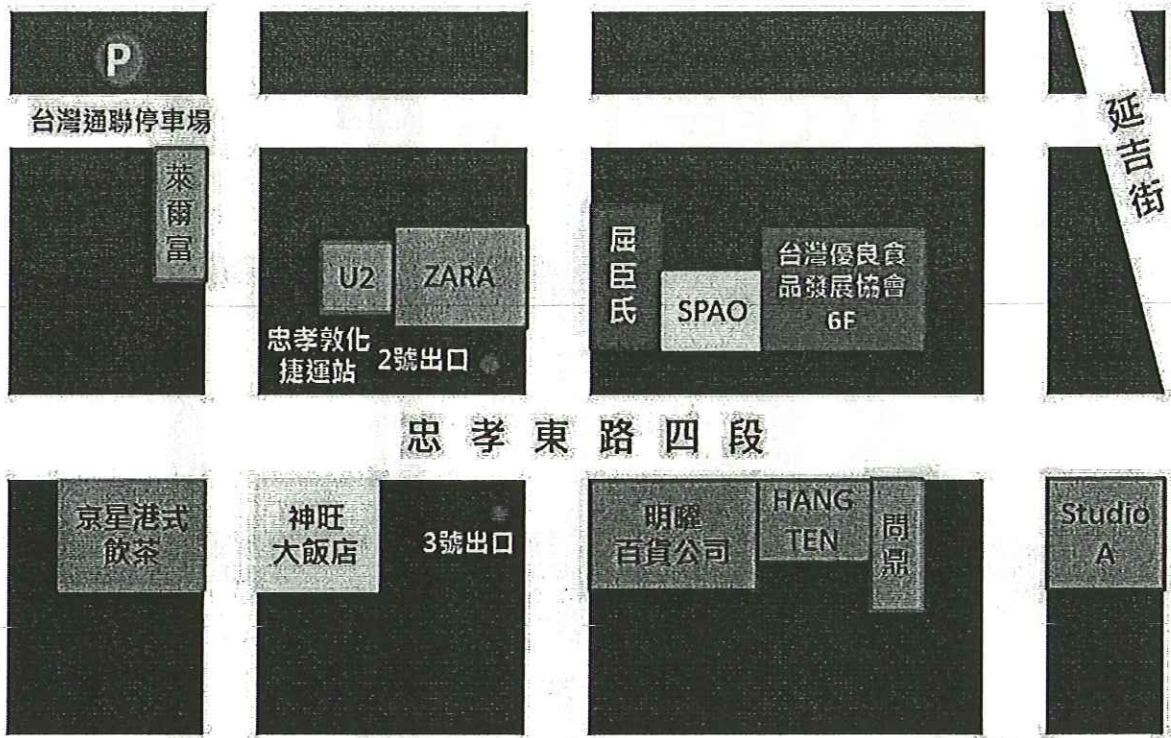 P
台灣通聯停車場
延吉街
萊爾富
U2
ZARA
忠孝敦化
捷運站
2號出口
屈臣氏
SPAO
台灣優良食
品發展協會
6F
忠孝東路四段
京星港式
飲茶
神旺
大飯店
3號出口
明曜
百貨公司
HANG
TEN
問鼎
Studio
A